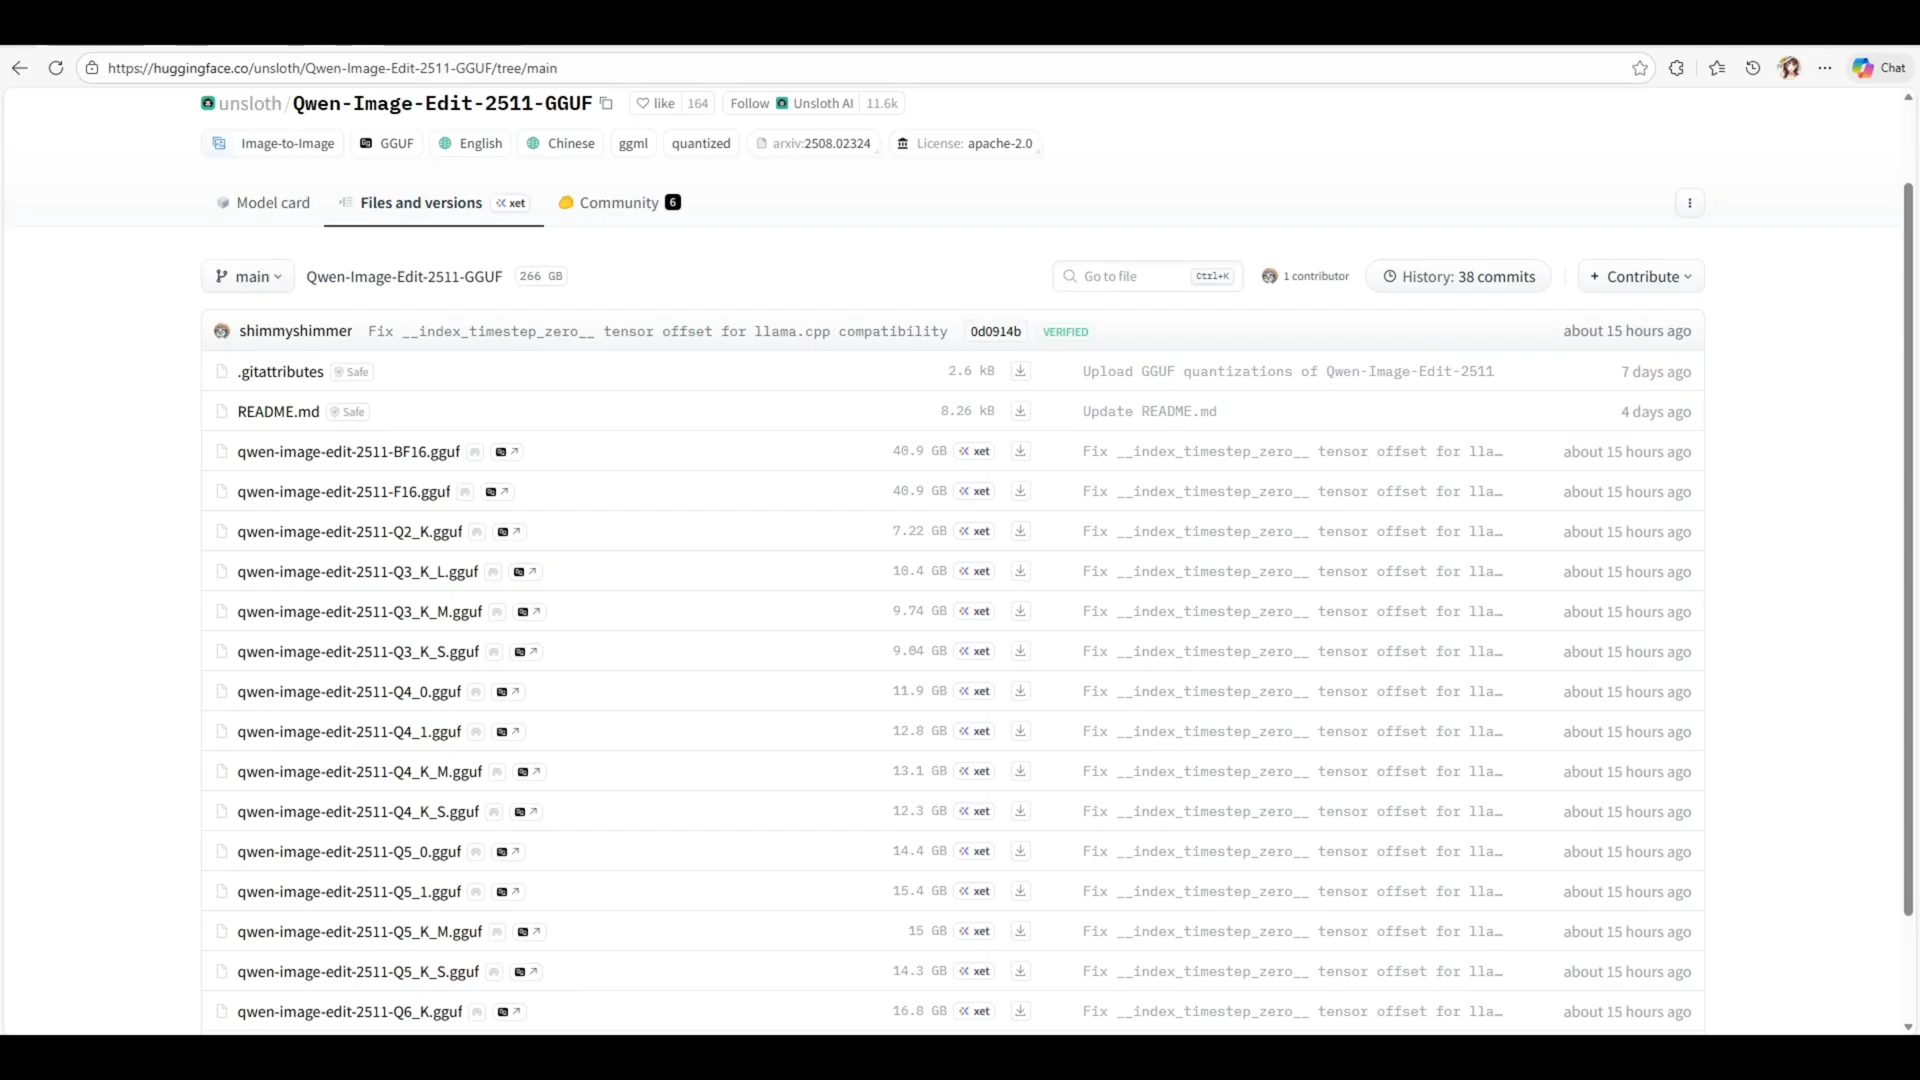 https://huggingface.co/unsloth/Qwen-Image-Edit-2511-GGUF/tree/main Chat
unsloth/Qwen-Image-Edit-2511-GGUF like 164 Follow Unsloth AI 11.6k
Image-to-Image GGUF English Chinese ggml quantized arxiv:2508.02324 License: apache-2.0
Model card Files and versions xet Community 6
main Qwen-Image-Edit-2511-GGUF 266 GB Go to file Ctrl+K 1 contributor History: 38 commits + Contribute
shimmyshimmer Fix __index_timestep_zero__ tensor offset for llama.cpp compatibility 0d0914b VERIFIED about 15 hours ago
.gitattributes Safe 2.6 kB Upload GGUF quantizations of Qwen-Image-Edit-2511 7 days ago
README.md Safe 8.26 kB Update README.md 4 days ago
qwen-image-edit-2511-BF16.gguf 40.9 GB xet Fix __index_timestep_zero__ tensor offset for lla… about 15 hours ago
qwen-image-edit-2511-F16.gguf 40.9 GB xet Fix __index_timestep_zero__ tensor offset for lla… about 15 hours ago
qwen-image-edit-2511-Q2_K.gguf 7.22 GB xet Fix __index_timestep_zero__ tensor offset for lla… about 15 hours ago
qwen-image-edit-2511-Q3_K_L.gguf 10.4 GB xet Fix __index_timestep_zero__ tensor offset for lla… about 15 hours ago
qwen-image-edit-2511-Q3_K_M.gguf 9.74 GB xet Fix __index_timestep_zero__ tensor offset for lla… about 15 hours ago
qwen-image-edit-2511-Q3_K_S.gguf 9.04 GB xet Fix __index_timestep_zero__ tensor offset for lla… about 15 hours ago
qwen-image-edit-2511-Q4_0.gguf 11.9 GB xet Fix __index_timestep_zero__ tensor offset for lla… about 15 hours ago
qwen-image-edit-2511-Q4_1.gguf 12.8 GB xet Fix __index_timestep_zero__ tensor offset for lla… about 15 hours ago
qwen-image-edit-2511-Q4_K_M.gguf 13.1 GB xet Fix __index_timestep_zero__ tensor offset for lla… about 15 hours ago
qwen-image-edit-2511-Q4_K_S.gguf 12.3 GB xet Fix __index_timestep_zero__ tensor offset for lla… about 15 hours ago
qwen-image-edit-2511-Q5_0.gguf 14.4 GB xet Fix __index_timestep_zero__ tensor offset for lla… about 15 hours ago
qwen-image-edit-2511-Q5_1.gguf 15.4 GB xet Fix __index_timestep_zero__ tensor offset for lla… about 15 hours ago
qwen-image-edit-2511-Q5_K_M.gguf 15 GB xet Fix __index_timestep_zero__ tensor offset for lla… about 15 hours ago
qwen-image-edit-2511-Q5_K_S.gguf 14.3 GB xet Fix __index_timestep_zero__ tensor offset for lla… about 15 hours ago
qwen-image-edit-2511-Q6_K.gguf 16.8 GB xet Fix __index_timestep_zero__ tensor offset for lla… about 15 hours ago